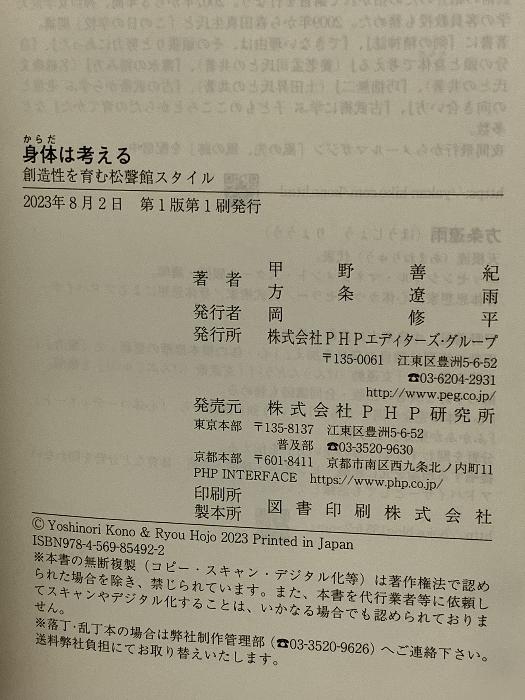 からだ
身体は考える
創造性を育む松聲館スタイル
2023年8月2日 第1版第1刷発行
著者 甲野善紀
方条遼雨
発行者 岡修平
発行所 株式会社PHPエディターズ・グループ
〒135-0061 江東区豊洲5-6-52
☎03-6204-2931
http://www.peg.co.jp/
発売元 株式会社PHP研究所
東京本部 〒135-8137 江東区豊洲5-6-52
普及部 ☎03-3520-9630
京都本部 〒601-8411 京都市南区西九条北ノ内町11
PHP INTERFACE https://www.php.co.jp/
印刷所
製本所 図書印刷株式会社
© Yoshinori Kono & Ryou Hojo 2023 Printed in Japan
ISBN978-4-569-85492-2
※本書の無断複製（コピー・スキャン・デジタル化等）は著作権法で認め
られた場合を除き、禁じられています。また、本書を代行業者等に依頼し
てスキャンやデジタル化することは、いかなる場合でも認められておりま
せん。
※落丁・乱丁本の場合は弊社制作管理部（☎03-3520-9626）へご連絡下さい。
送料弊社負担にてお取り替えいたします。